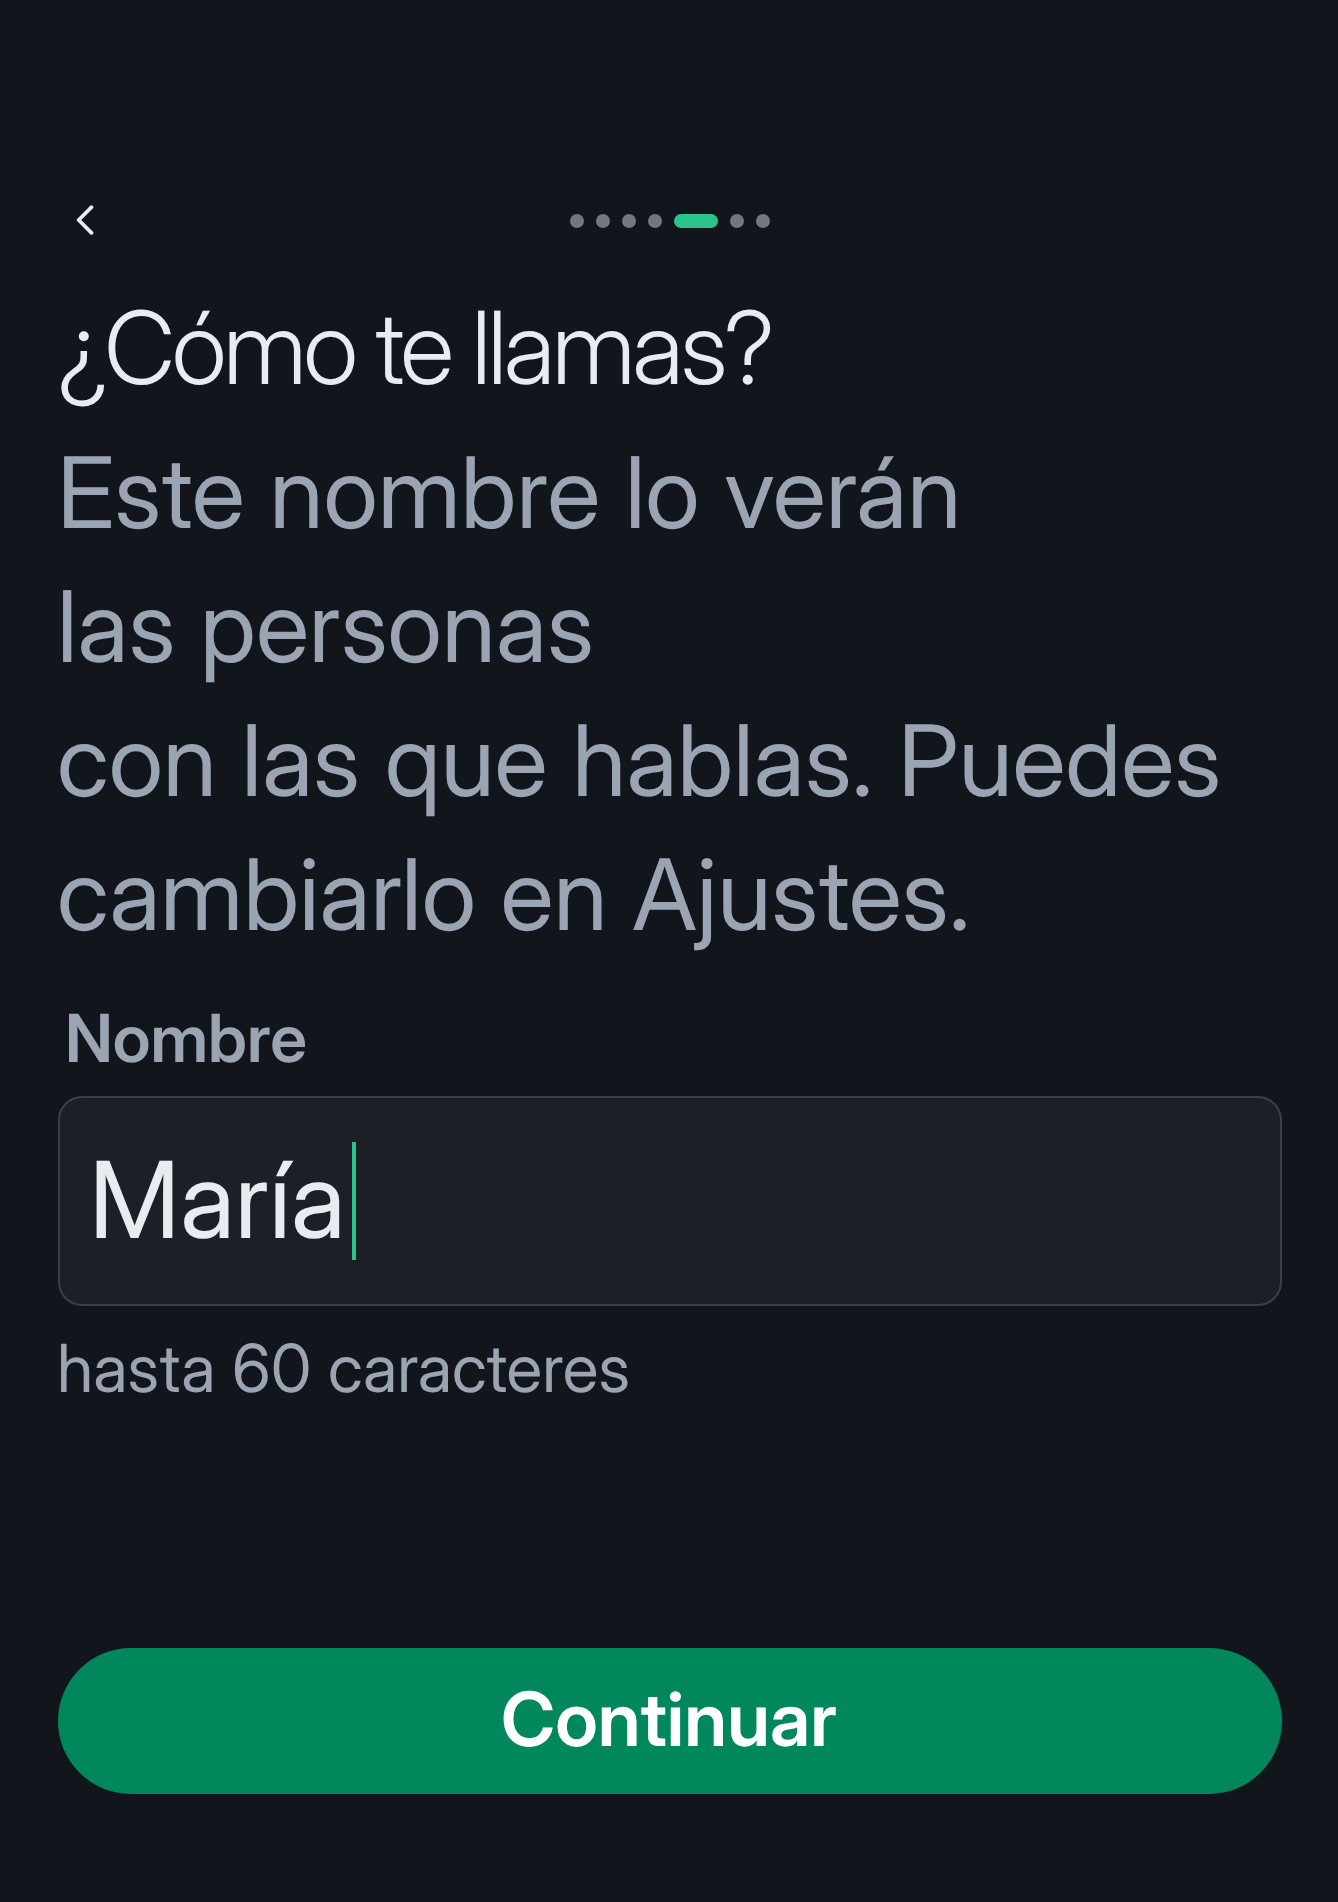 ¿Cómo te llamas?
Este nombre lo verán
las personas
con las que hablas. Puedes
cambiarlo en Ajustes.
Nombre
María
hasta 60 caracteres
Continuar